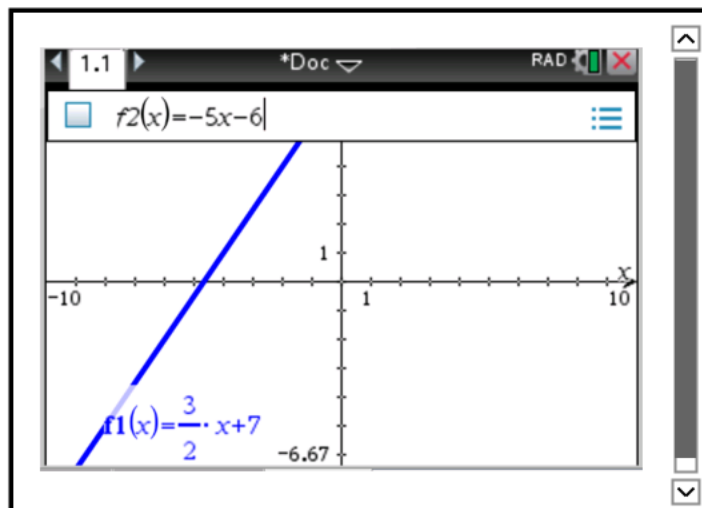 1.1 *Doc RAD
f2(x)=-5x-6
1
x
-10 1 10
f1(x)=3/2·x+7
-6.67